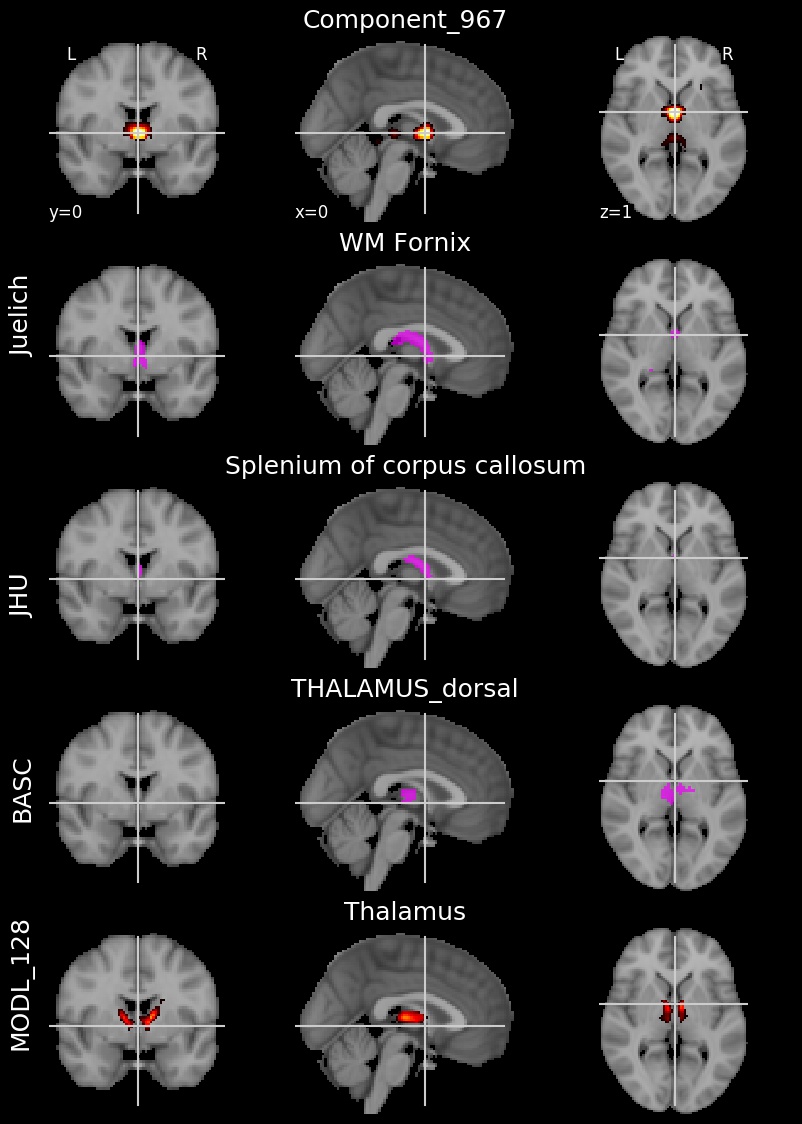 Component_967
L R L R
y=0 x=0 z=1
WM Fornix
Juelich
Splenium of corpus callosum
JHU
THALAMUS_dorsal
BASC
Thalamus
MODL_128